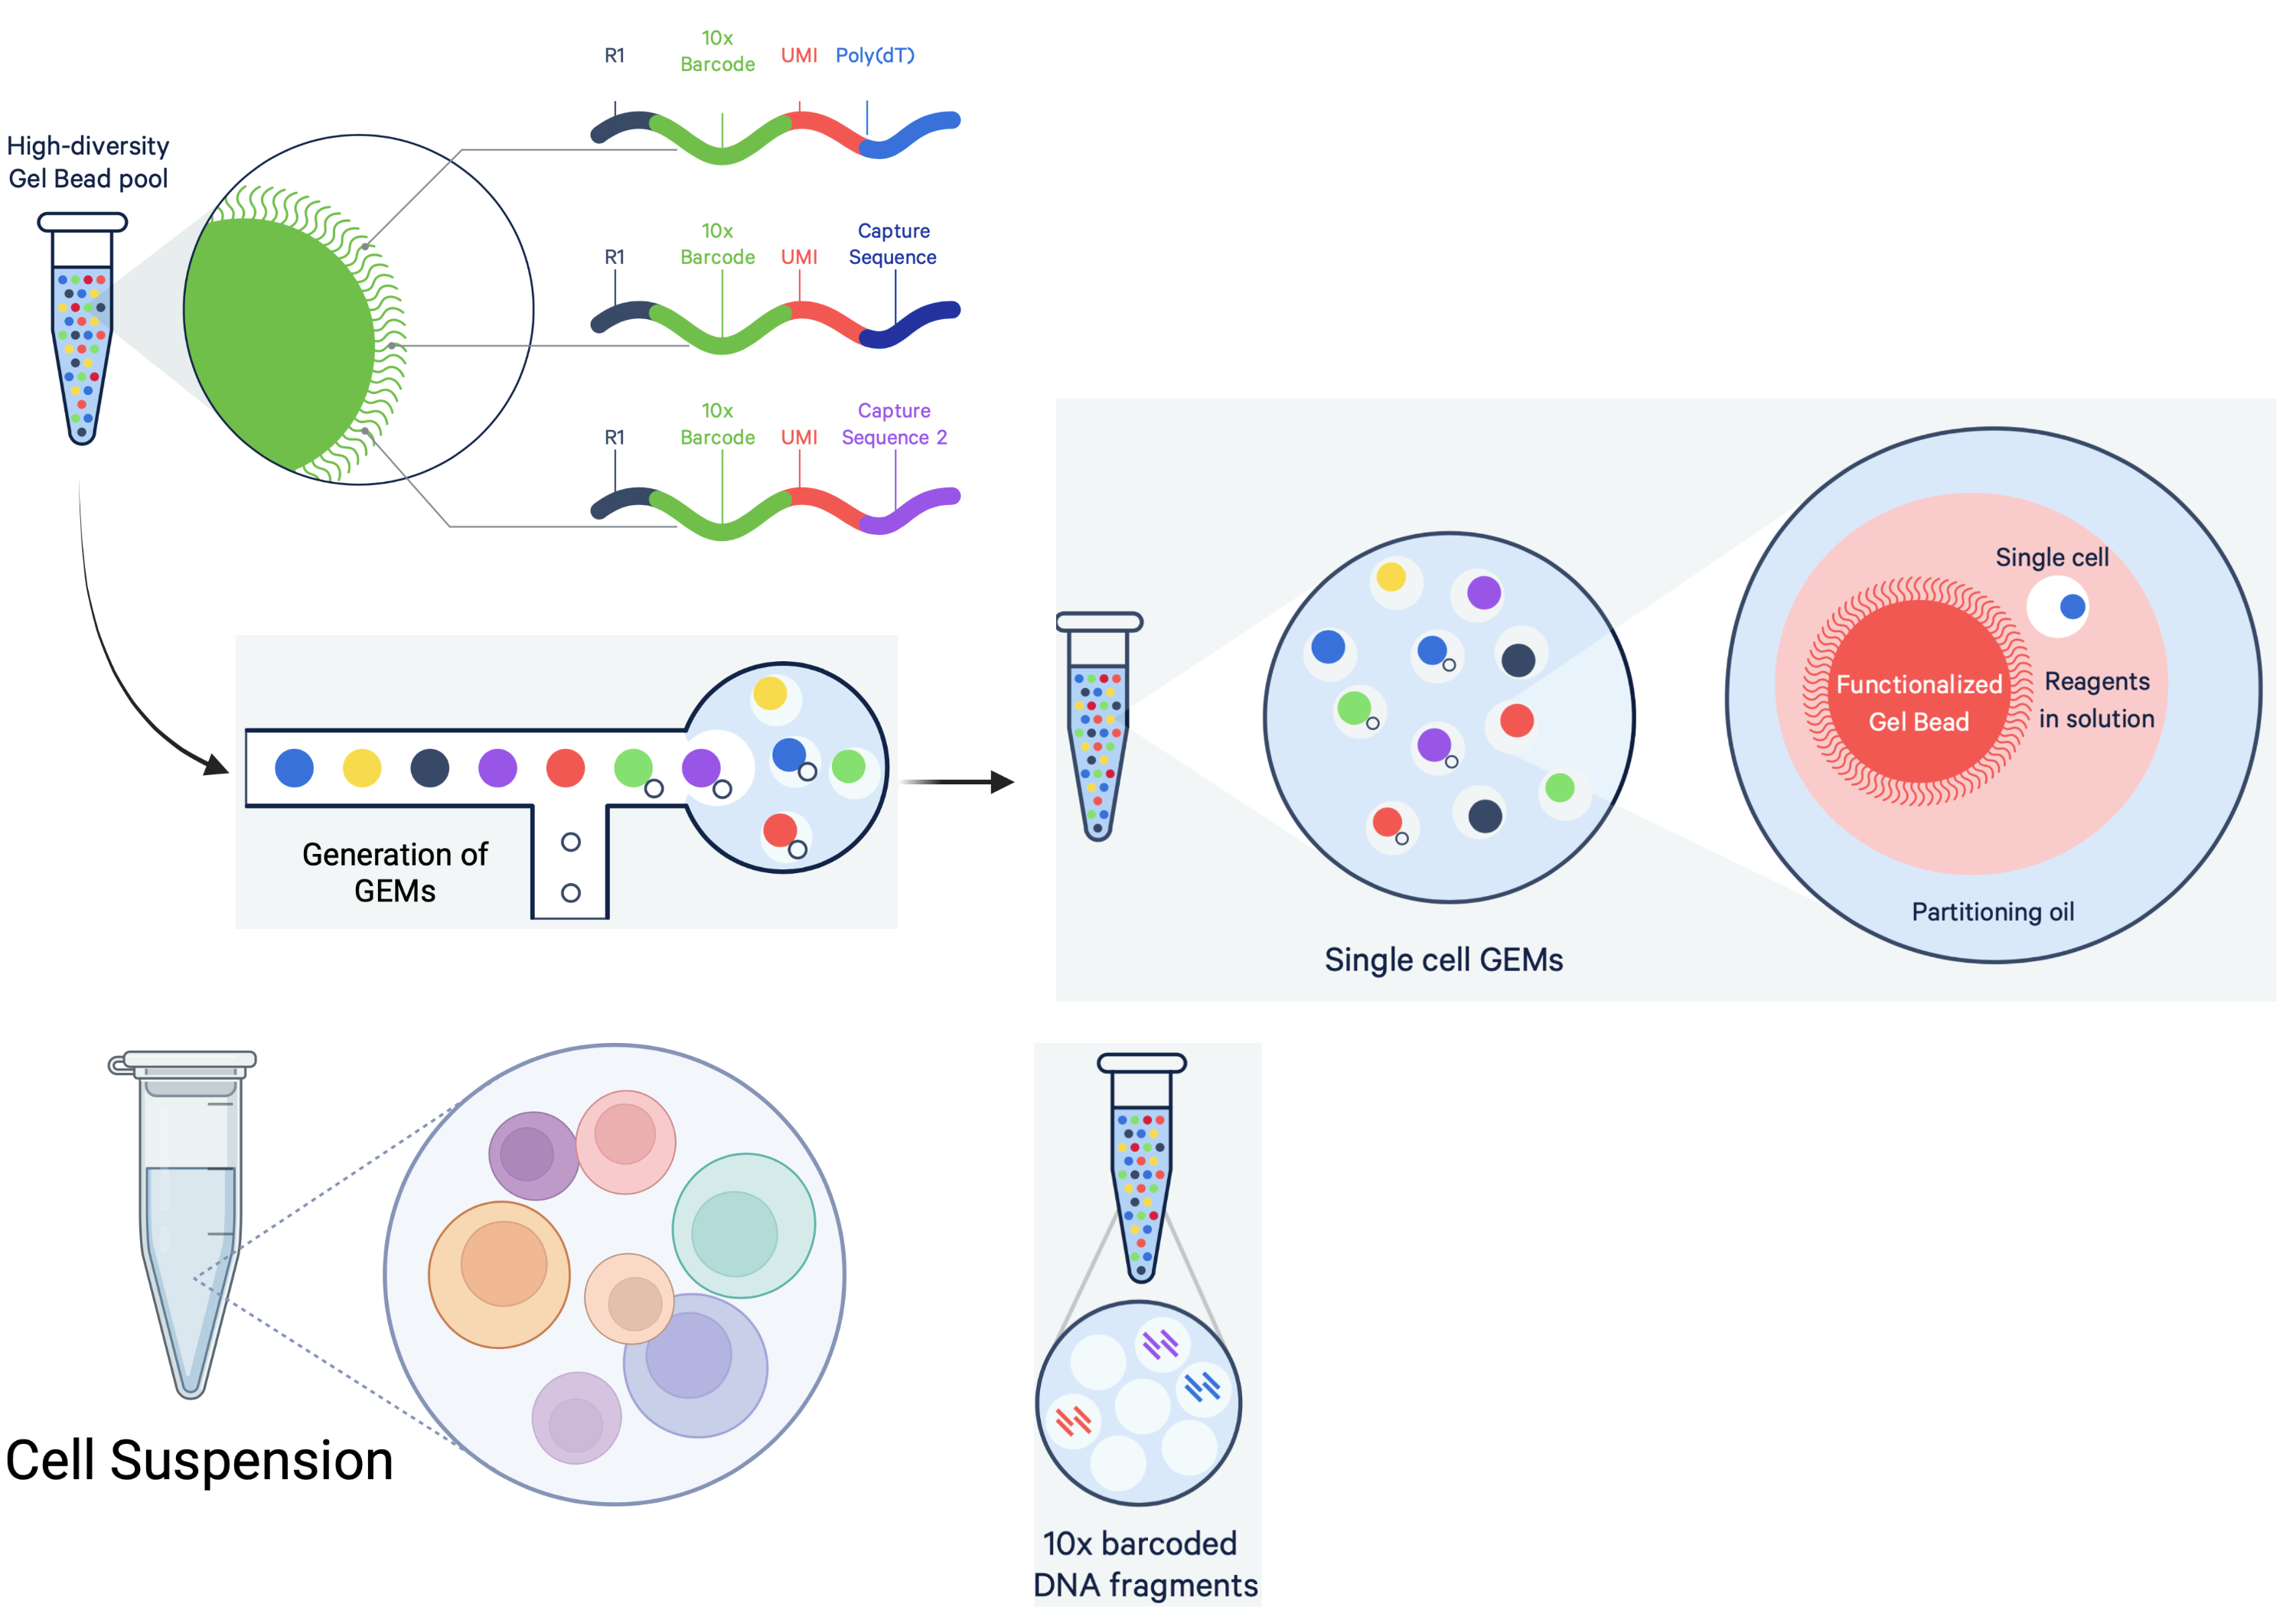 10x
R1 Barcode UMI Poly(dT)
High-diversity
Gel Bead pool
10x Capture
R1 Barcode UMI Sequence
10x Capture
R1 Barcode UMI Sequence 2
Generation of
GEMs
Single cell
Functionalized
Gel Bead
Reagents
in solution
Partitioning oil
Single cell GEMs
Cell Suspension
10x barcoded
DNA fragments